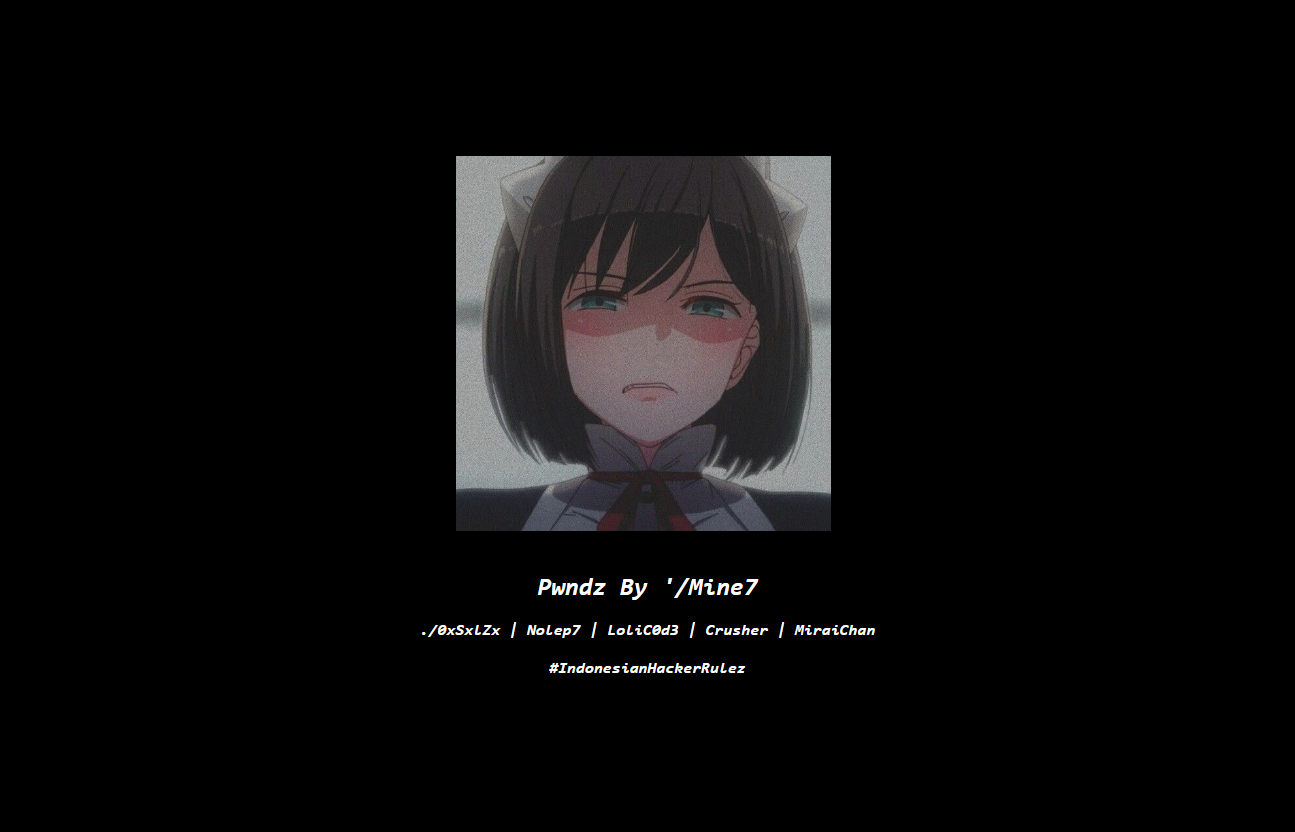 Pwndz By '/Mine7
./0xSxlZx | Nolep7 | LoliC0d3 | Crusher | MiraiChan
#IndonesianHackerRulez